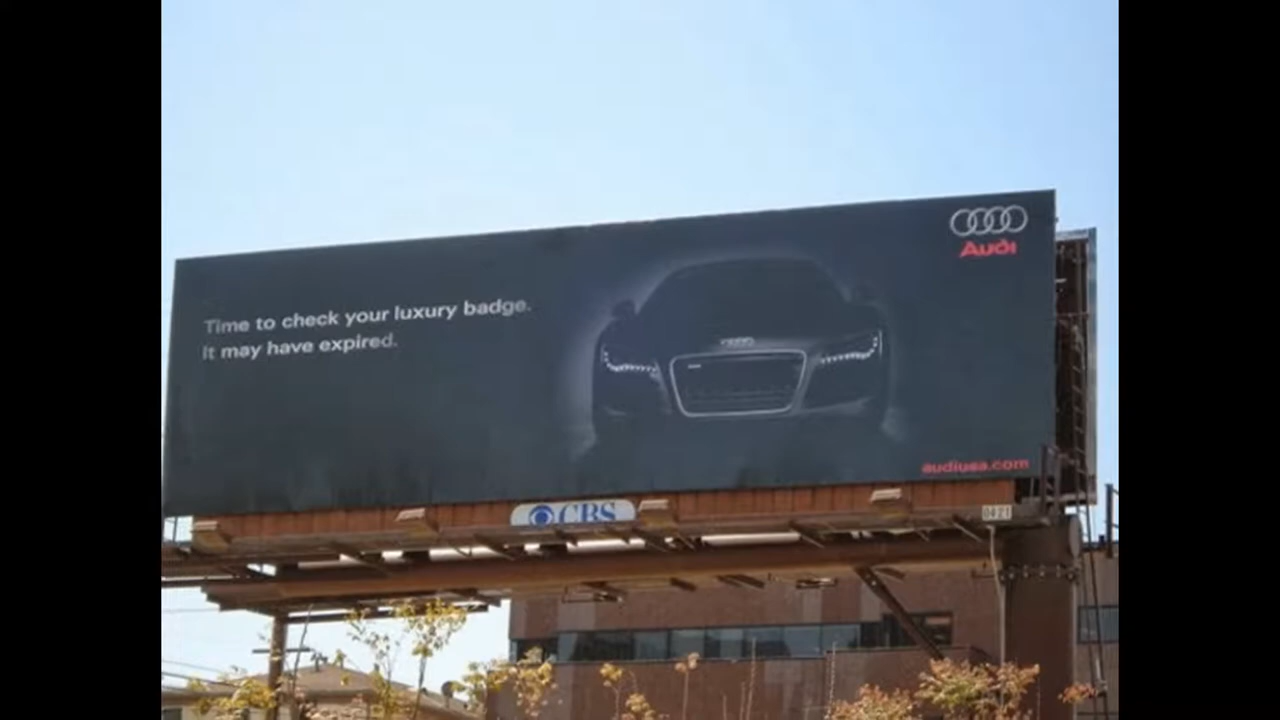 Audi
Time to check your luxury badge.
It may have expired.
audiusa.com
CBS
0421